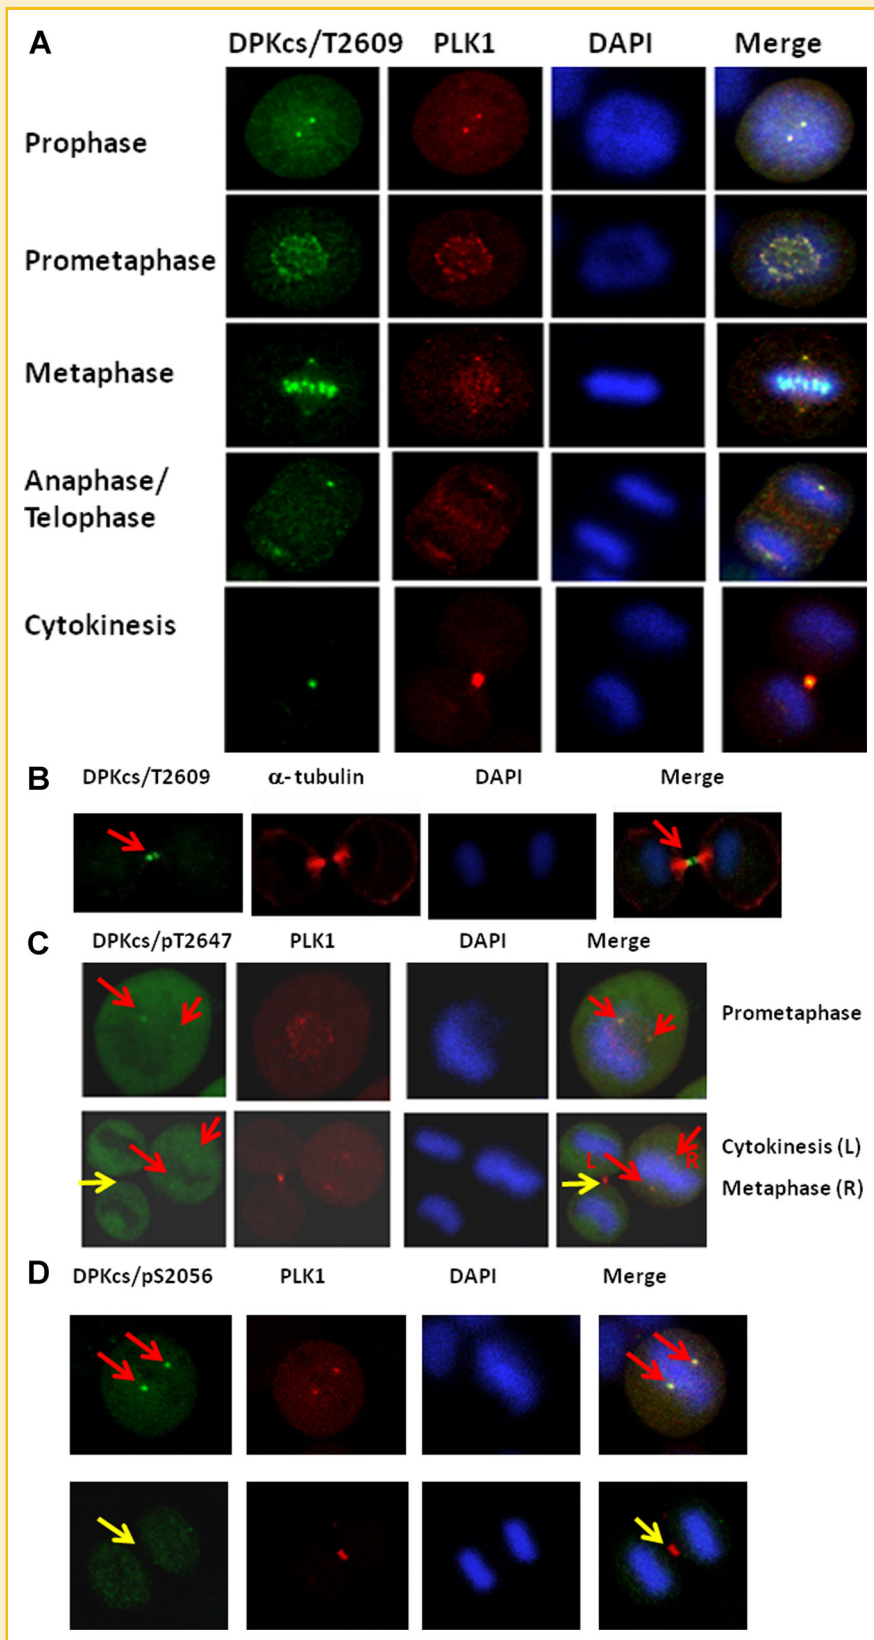 A
DPKcs/T2609 PLK1 DAPI Merge
Prophase
Prometaphase
Metaphase
Anaphase/
Telophase
Cytokinesis
B
DPKcs/T2609 α-tubulin DAPI Merge
C
DPKcs/pT2647 PLK1 DAPI Merge
Prometaphase
Cytokinesis (L)
L R
Metaphase (R)
D
DPKcs/pS2056 PLK1 DAPI Merge